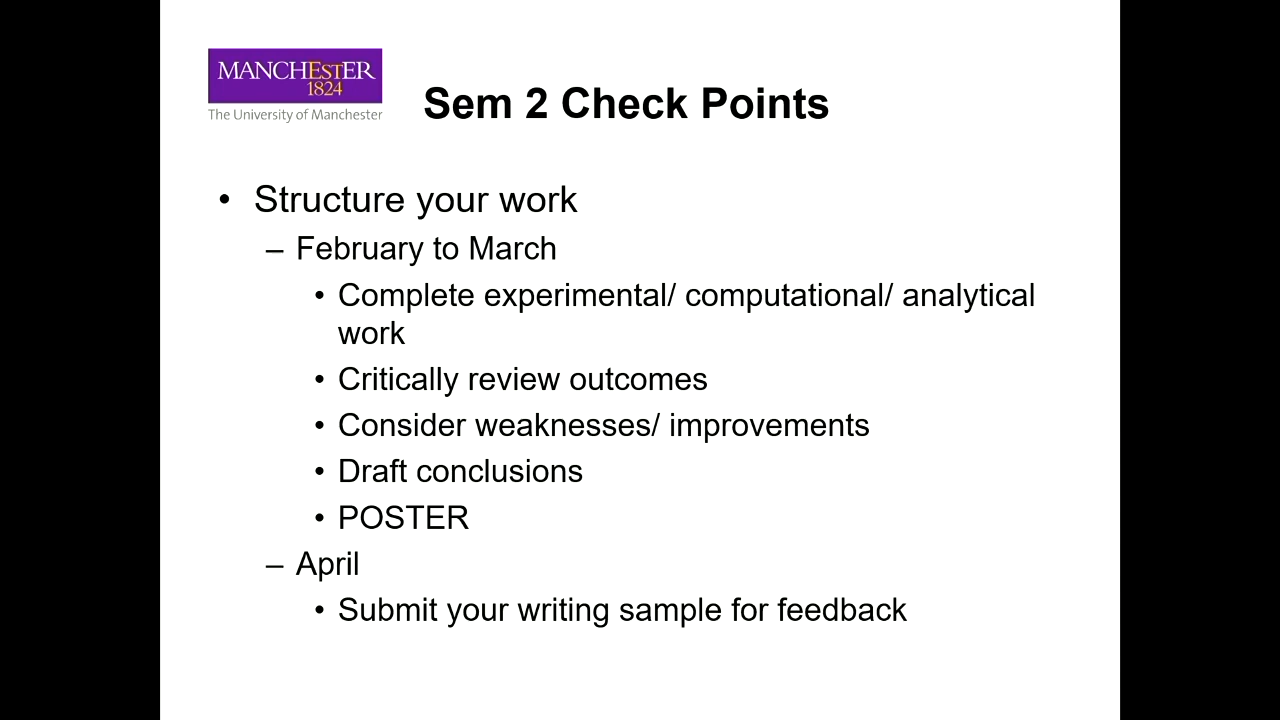 MANCHESTER
1824
The University of Manchester
Sem 2 Check Points
• Structure your work
– February to March
• Complete experimental/ computational/ analytical
work
• Critically review outcomes
• Consider weaknesses/ improvements
• Draft conclusions
• POSTER
– April
• Submit your writing sample for feedback